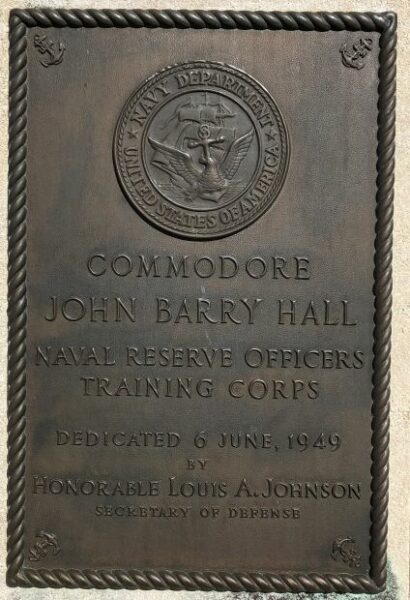 NAVY DEPARTMENT
UNITED STATES OF AMERICA
COMMODORE
JOHN BARRY HALL
NAVAL RESERVE OFFICERS
TRAINING CORPS
DEDICATED 6 JUNE, 1949
BY
HONORABLE LOUIS A. JOHNSON
SECRETARY OF DEFENSE